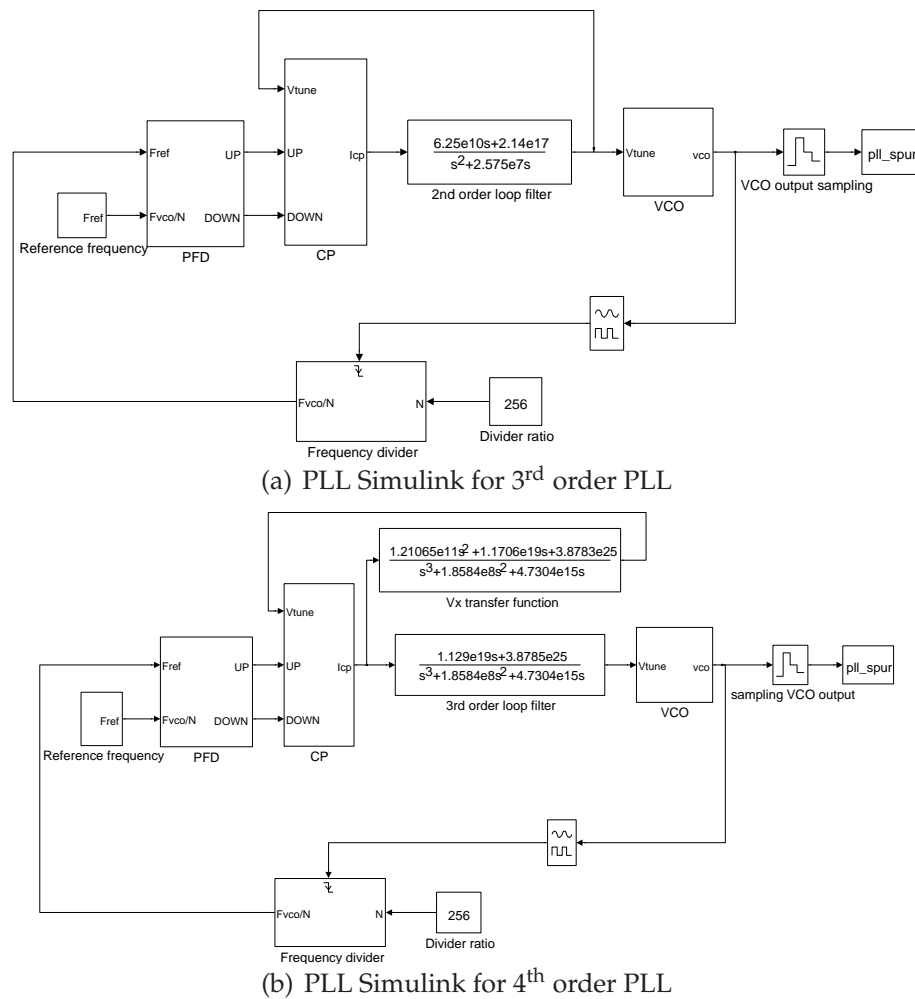 Vtune
UP
DOWN
Icp
CP
Fref
Fvco/N
UP
DOWN
PFD
Fref
Reference frequency
6.25e10s+2.14e17
s²+2.575e7s
2nd order loop filter
Vtune
vco
VCO
VCO output sampling
pll_spur
Fvco/N
N
Frequency divider
256
Divider ratio
(a) PLL Simulink for 3rd order PLL
1.21065e11s²+1.1706e19s+3.8783e25
s³+1.8584e8s²+4.7304e15s
Vx transfer function
Vtune
UP
DOWN
Icp
CP
Fref
Fvco/N
UP
DOWN
PFD
Fref
Reference frequency
1.129e19s+3.8785e25
s³+1.8584e8s²+4.7304e15s
3rd order loop filter
Vtune
vco
VCO
sampling VCO output
pll_spur
Fvco/N
N
Frequency divider
256
Divider ratio
(b) PLL Simulink for 4th order PLL